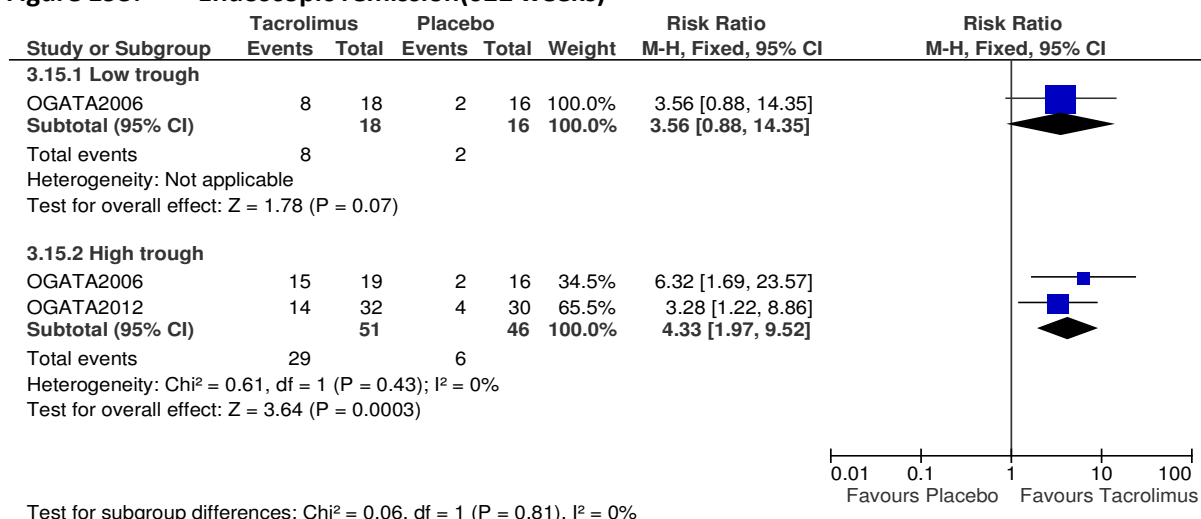 Tacrolimus Placebo Risk Ratio Risk Ratio
Study or Subgroup Events Total Events Total Weight M-H, Fixed, 95% CI M-H, Fixed, 95% CI
3.15.1 Low trough
OGATA2006 8 18 2 16 100.0% 3.56 [0.88, 14.35]
Subtotal (95% CI) 18 16 100.0% 3.56 [0.88, 14.35]
Total events 8 2
Heterogeneity: Not applicable
Test for overall effect: Z = 1.78 (P = 0.07)
3.15.2 High trough
OGATA2006 15 19 2 16 34.5% 6.32 [1.69, 23.57]
OGATA2012 14 32 4 30 65.5% 3.28 [1.22, 8.86]
Subtotal (95% CI) 51 46 100.0% 4.33 [1.97, 9.52]
Total events 29 6
Heterogeneity: Chi² = 0.61, df = 1 (P = 0.43); I² = 0%
Test for overall effect: Z = 3.64 (P = 0.0003)
0.01 0.1 1 10 100
Favours Placebo Favours Tacrolimus
Test for subgroup differences: Chi² = 0.06, df = 1 (P = 0.81), I² = 0%